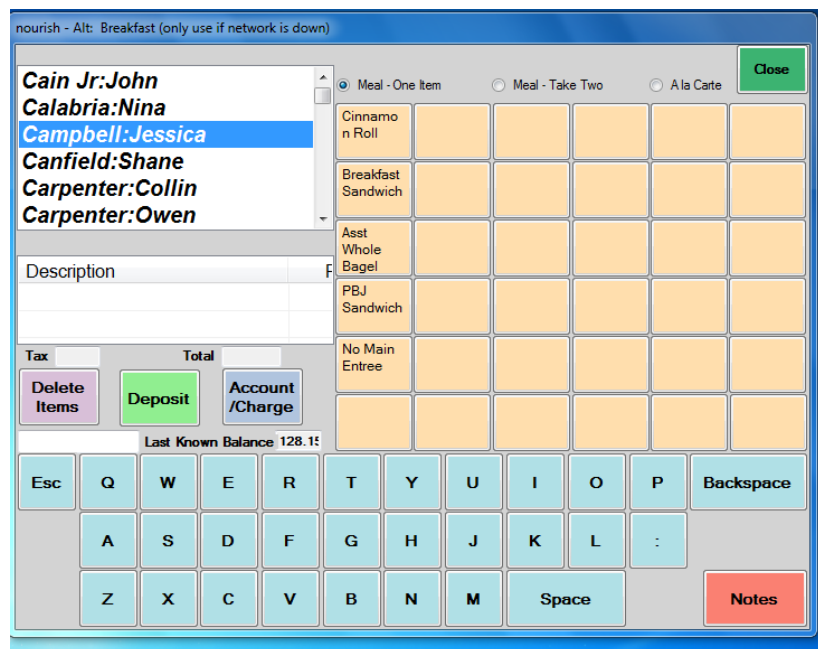 nourish - Alt: Breakfast (only use if network is down)
Close
Cain Jr:John
Calabria:Nina
Campbell:Jessica
Canfield:Shane
Carpenter:Collin
Carpenter:Owen
Meal - One Item
Meal - Take Two
A la Carte
Cinnamo
n Roll
Breakfast
Sandwich
Asst
Whole
Bagel
PBJ
Sandwich
No Main
Entree
Description
Tax
Total
Delete
Items
Deposit
Account
/Charge
Last Known Balance 128.15
Esc Q W E R T Y U I O P Backspace
A S D F G H J K L :
Z X C V B N M Space Notes